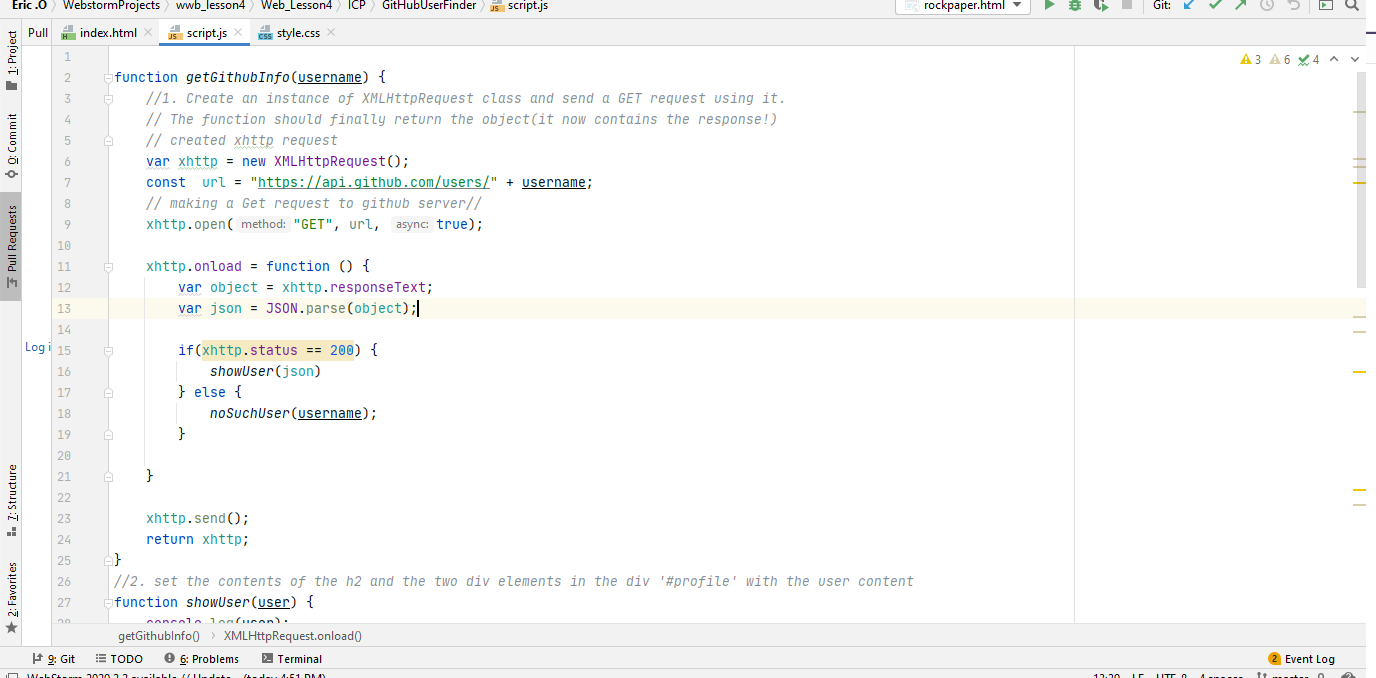 Eric .O WebstormProjects wwb_lesson4 Web_Lesson4 ICP GitHubUserFinder script.js rockpaper.html Git:
Pull index.html script.js style.css
1: Project
0: Commit
Pull Requests
Log i
7: Structure
2: Favorites
3 6 4
1
2 function getGithubInfo(username) {
3 //1. Create an instance of XMLHttpRequest class and send a GET request using it.
4 // The function should finally return the object(it now contains the response!)
5 // created xhttp request
6 var xhttp = new XMLHttpRequest();
7 const url = "https://api.github.com/users/" + username;
8 // making a Get request to github server//
9 xhttp.open( method: "GET", url, async: true);
10
11 xhttp.onload = function () {
12 var object = xhttp.responseText;
13 var json = JSON.parse(object);
14
15 if(xhttp.status == 200) {
16 showUser(json)
17 } else {
18 noSuchUser(username);
19 }
20
21 }
22
23 xhttp.send();
24 return xhttp;
25 }
26 //2. set the contents of the h2 and the two div elements in the div '#profile' with the user content
27 function showUser(user) {
28 console.log(user);
getGithubInfo() XMLHttpRequest.onload()
9: Git TODO 6: Problems Terminal 2 Event Log